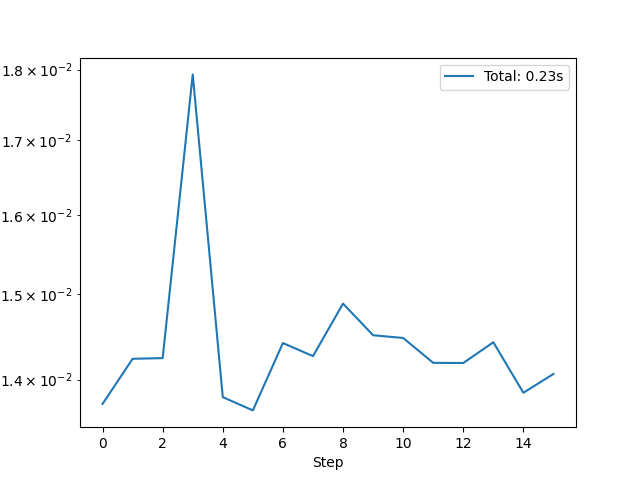 Total: 0.23s
1.8 × 10⁻²
1.7 × 10⁻²
1.6 × 10⁻²
1.5 × 10⁻²
1.4 × 10⁻²
0 2 4 6 8 10 12 14
Step